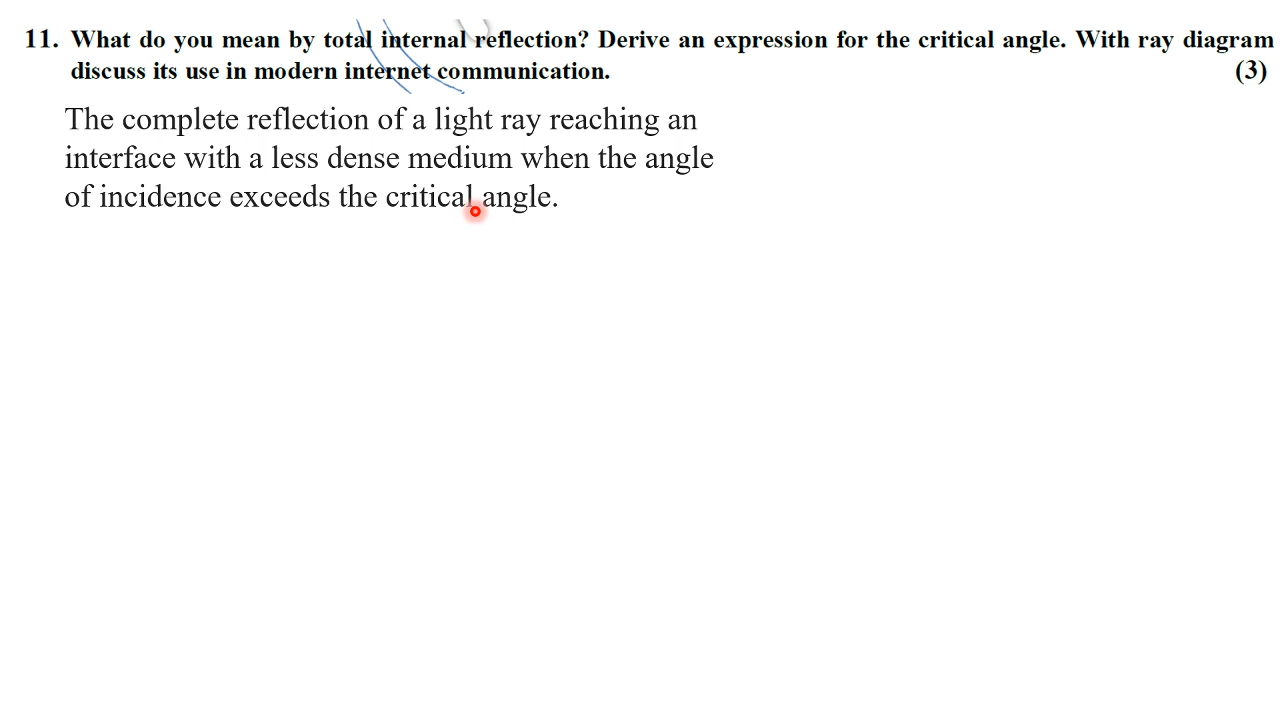 11. What do you mean by total internal reflection? Derive an expression for the critical angle. With ray diagram
discuss its use in modern internet communication. (3)
The complete reflection of a light ray reaching an
interface with a less dense medium when the angle
of incidence exceeds the critical angle.